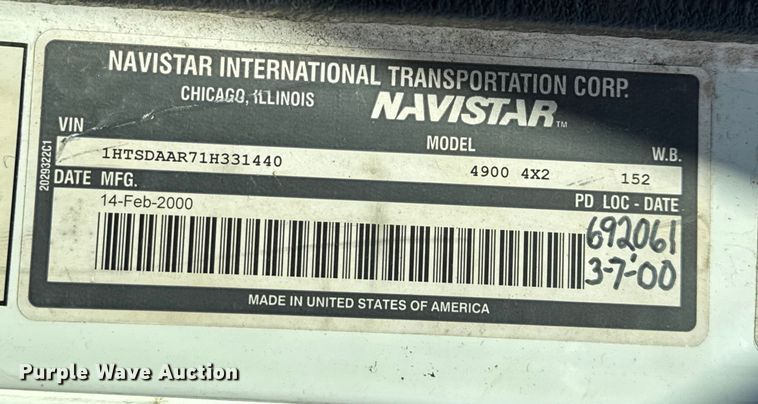 NAVISTAR INTERNATIONAL TRANSPORTATION CORP.
CHICAGO, ILLINOIS NAVISTAR TM
VIN MODEL W.B.
1HTSDAAR71H331440 4900 4X2 152
DATE MFG. PD LOC - DATE
14-Feb-2000
692061
3-7-00
MADE IN UNITED STATES OF AMERICA
2029322C1
Purple Wave Auction